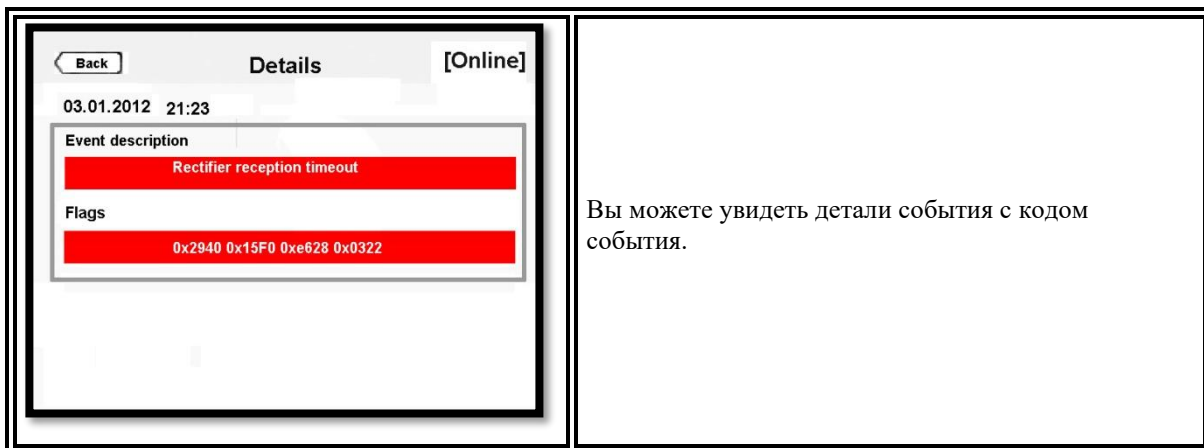 Back
Details
[Online]
03.01.2012 21:23
Event description
Rectifier reception timeout
Flags
0x2940 0x15F0 0xe628 0x0322
Вы можете увидеть детали события с кодом
события.